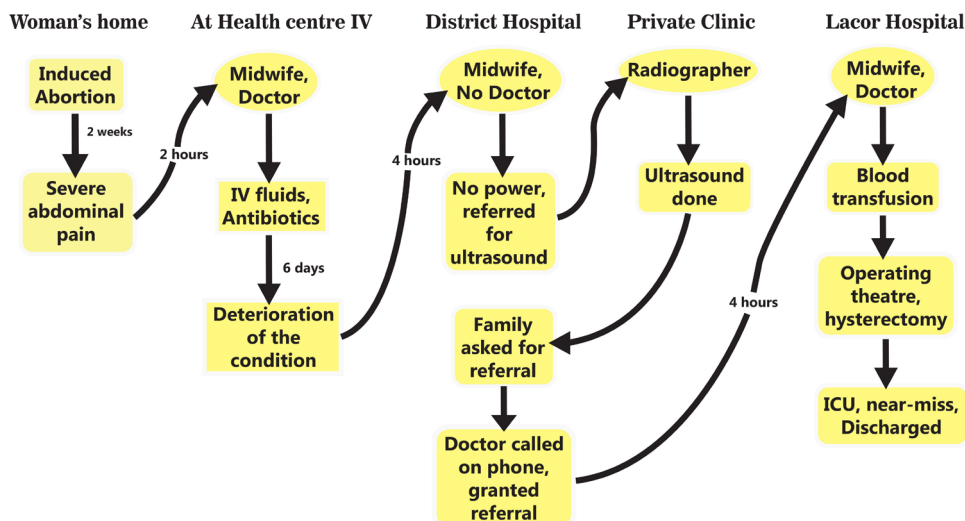 Woman's home
At Health centre IV
District Hospital
Private Clinic
Lacor Hospital
Induced
Abortion
2 weeks
Severe
abdominal
pain
2 hours
Midwife,
Doctor
IV fluids,
Antibiotics
6 days
Deterioration
of the
condition
4 hours
Midwife,
No Doctor
No power,
referred
for
ultrasound
Radiographer
Ultrasound
done
Family
asked for
referral
Doctor called
on phone,
granted
referral
4 hours
Midwife,
Doctor
Blood
transfusion
Operating
theatre,
hysterectomy
ICU, near-miss,
Discharged